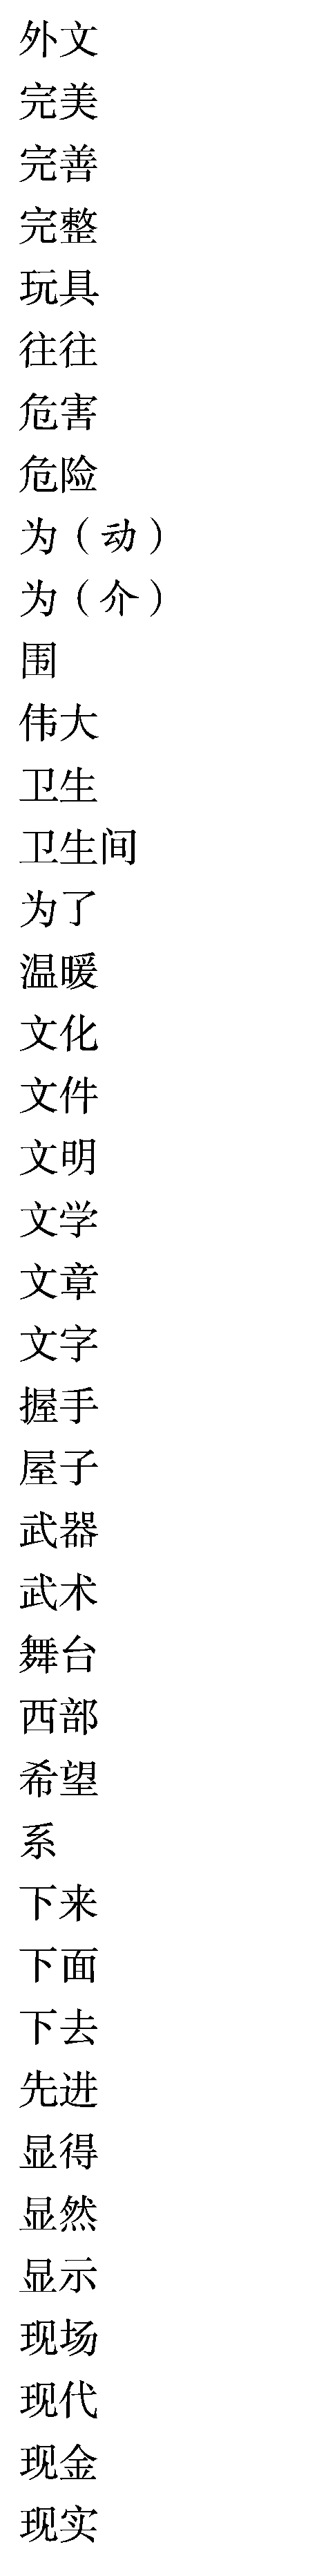 外文
完美
完善
完整
玩具
往往
危害
危险
为（动）
为（介）
围
伟大
卫生
卫生间
为了
温暖
文化
文件
文明
文学
文章
文字
握手
屋子
武器
武术
舞台
西部
希望
系
下来
下面
下去
先进
显得
显然
显示
现场
现代
现金
现实